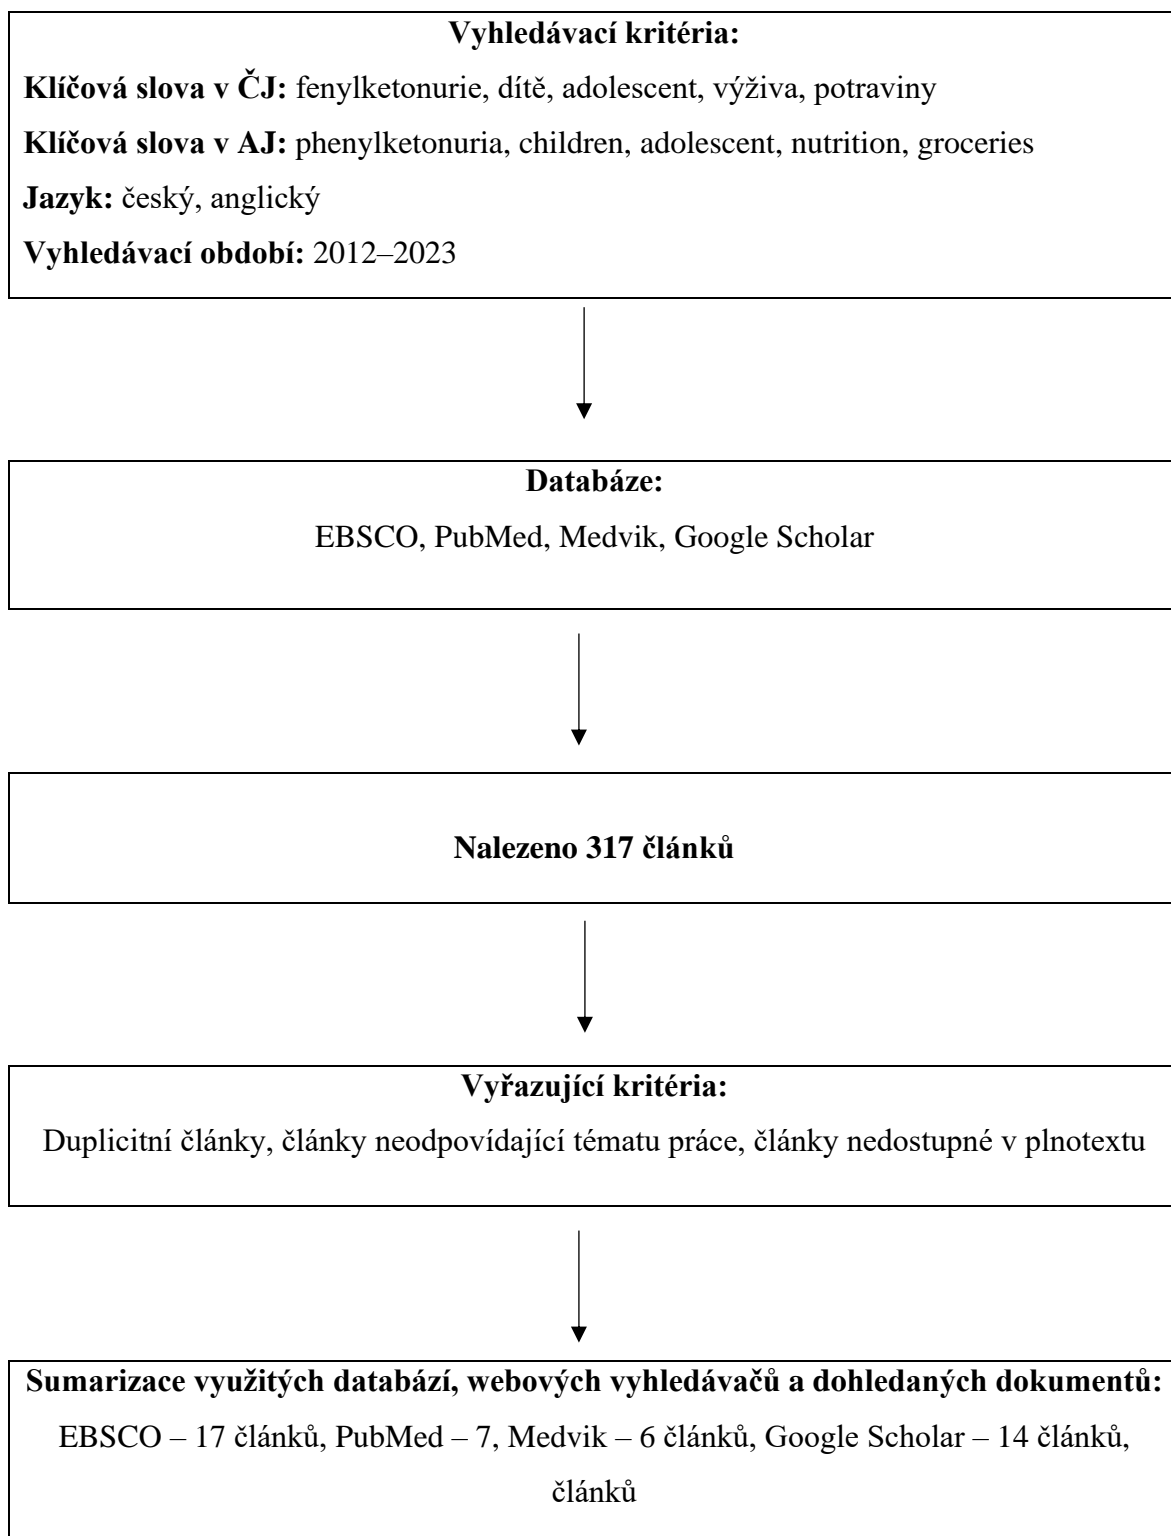 Vyhledávací kritéria:
Klíčová slova v ČJ: fenylketonurie, dítě, adolescent, výživa, potraviny
Klíčová slova v AJ: phenylketonuria, children, adolescent, nutrition, groceries
Jazyk: český, anglický
Vyhledávací období: 2012–2023
Databáze:
EBSCO, PubMed, Medvik, Google Scholar
Nalezeno 317 článků
Vyřazující kritéria:
Duplicitní články, články neodpovídající tématu práce, články nedostupné v plnotextu
Sumarizace využitých databází, webových vyhledávačů a dohledaných dokumentů:
EBSCO – 17 článků, PubMed – 7, Medvik – 6 článků, Google Scholar – 14 článků,
článků